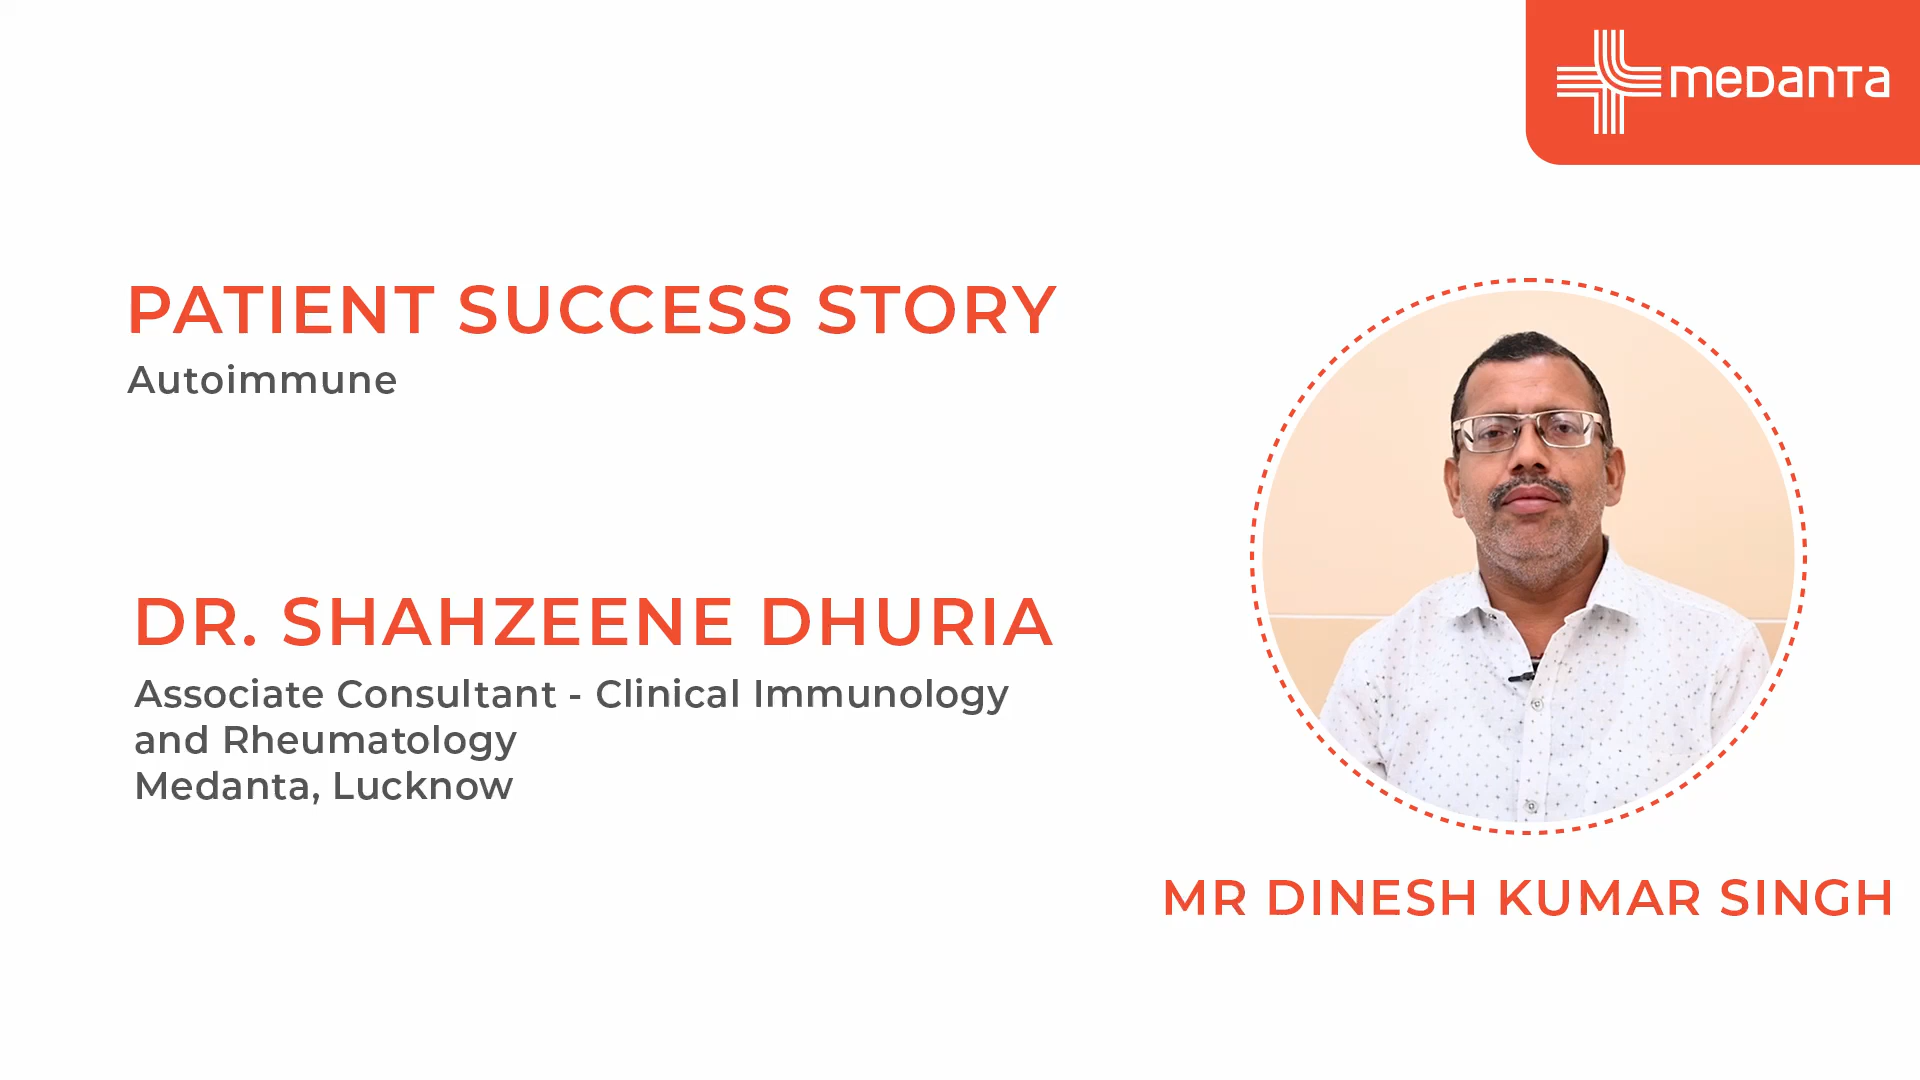 medanta
PATIENT SUCCESS STORY
Autoimmune
DR. SHAHZEENE DHURIA
Associate Consultant - Clinical Immunology
and Rheumatology
Medanta, Lucknow
MR DINESH KUMAR SINGH